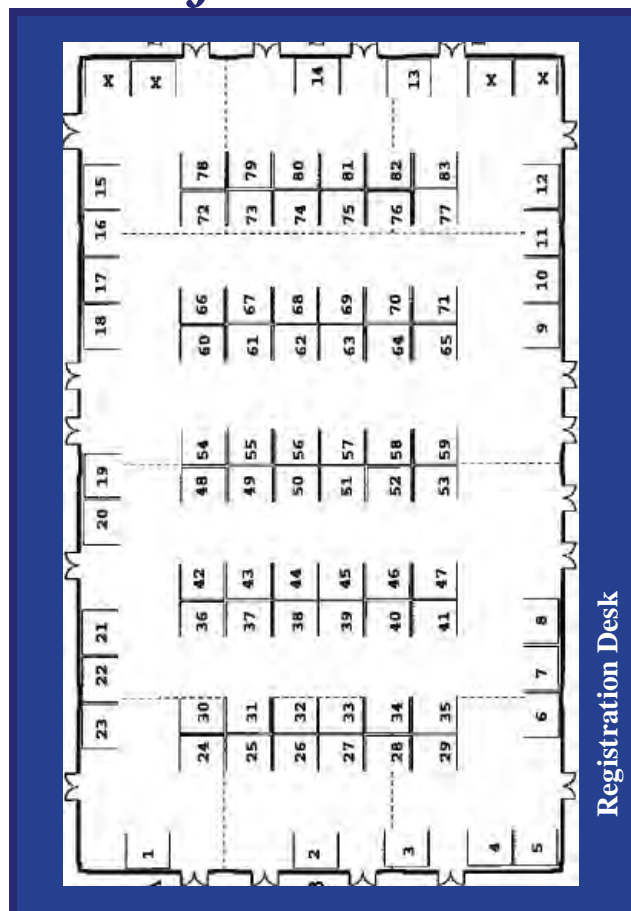 23 22 21 20 19 18 17 16 15 X
1 X
24 30 36 42 48 54 60 66 72 78
25 31 37 43 49 55 61 67 73 79
2 26 32 38 44 50 56 62 68 74 80 14
27 33 39 45 51 57 63 69 75 81
3 28 34 40 46 52 58 64 70 76 82 13
29 35 41 47 53 59 65 71 77 83
4 X
5 6 7 8 9 10 11 12 X
Registration Desk